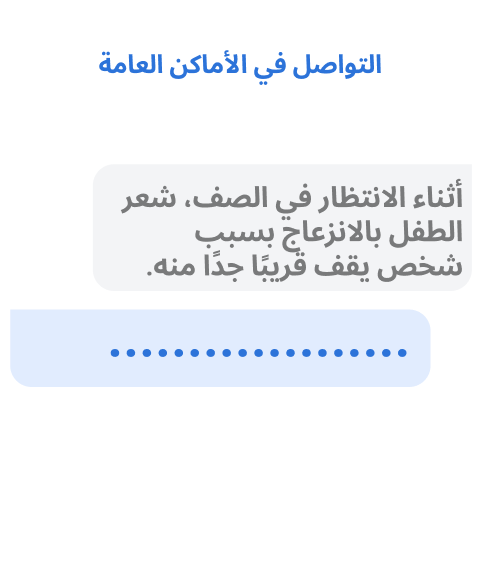 التواصل في الأماكن العامة
أثناء الانتظار في الصف، شعر
الطفل بالانزعاج بسبب
شخص يقف قريبًا جدًا منه.
...................